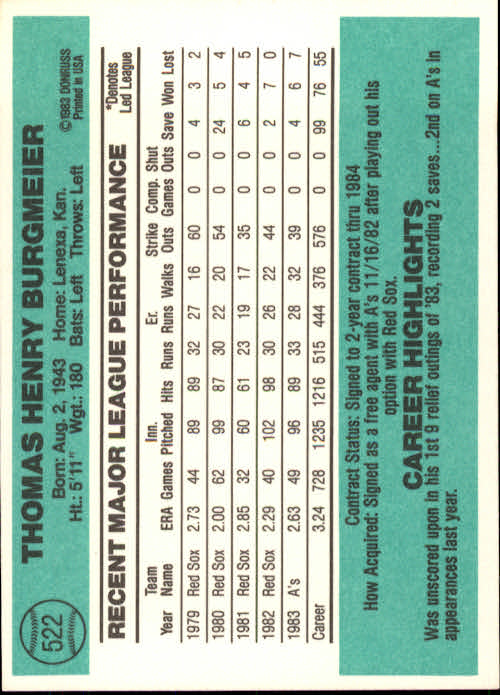 522
THOMAS HENRY BURGMEIER
Born: Aug. 2, 1943 Home: Lenexa, Kan.
Ht.: 5'11" Wgt.: 180 Bats: Left Throws: Left
©1983 DONRUSS
Printed in USA
RECENT MAJOR LEAGUE PERFORMANCE
*Denotes
Led League
Team Inn. Er. Strike Comp. Shut
Year Name ERA Games Pitched Hits Runs Runs Walks Outs Games Outs Save Won Lost
1979 Red Sox 2.73 44 89 89 32 27 16 60 0 0 4 3 2
1980 Red Sox 2.00 62 99 87 30 22 20 54 0 0 24 5 4
1981 Red Sox 2.85 32 60 61 23 19 17 35 0 0 6 4 5
1982 Red Sox 2.29 40 102 98 30 26 22 44 0 0 2 7 0
1983 A's 2.63 49 96 89 33 28 32 39 0 0 4 6 7
Career 3.24 728 1235 1216 515 444 376 576 99 76 55
Contract Status: Signed to 2-year contract thru 1984
How Acquired: Signed as a free agent with A's 11/16/82 after playing out his
option with Red Sox.
CAREER HIGHLIGHTS
Was unscored upon in his 1st 9 relief outings of '83, recording 2 saves...2nd on A's in
appearances last year.